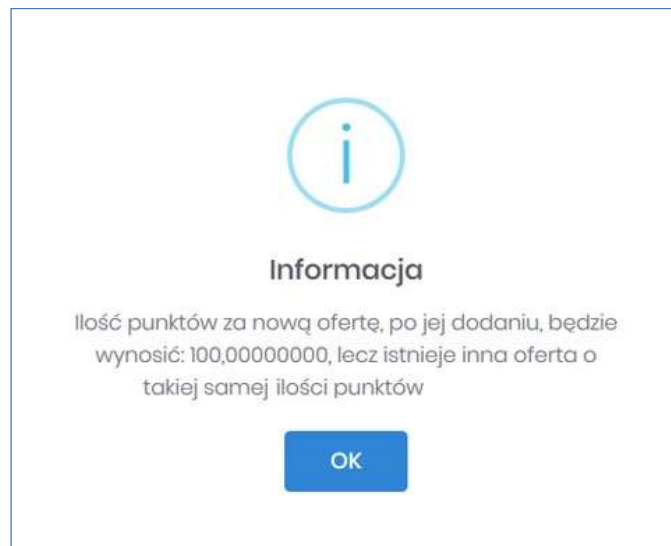 Informacja
Ilość punktów za nową ofertę, po jej dodaniu, będzie
wynosić: 100,00000000, lecz istnieje inna oferta o
takiej samej ilości punktów
OK